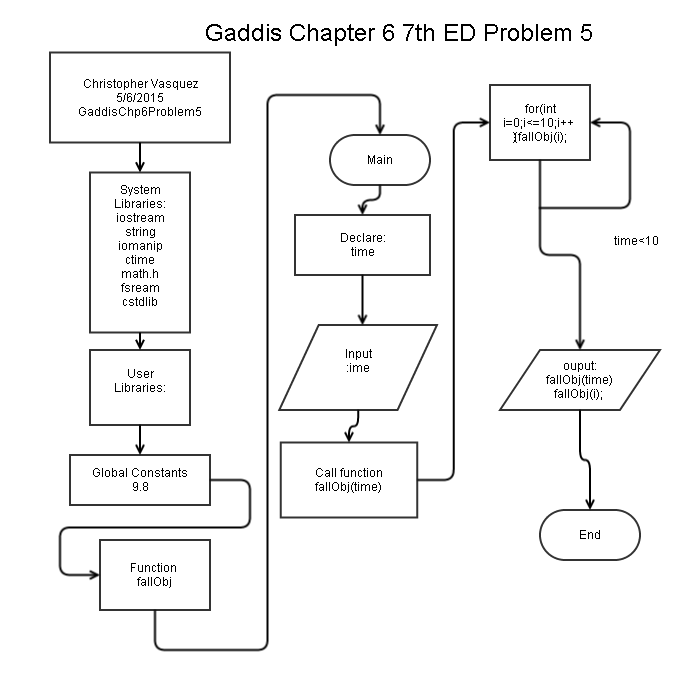 Gaddis Chapter 6 7th ED Problem 5
Christopher Vasquez
5/6/2015
GaddisChp6Problem5
System
Libraries:
iostream
string
iomanip
ctime
math.h
fsream
cstdlib
User
Libraries:
Global Constants
9.8
Function
fallObj
Main
Declare:
time
Input
:ime
Call function
fallObj(time)
for(int
i=0;i<=10;i++
){fallObj(i);
time<10
ouput:
fallObj(time)
fallObj(i);
End